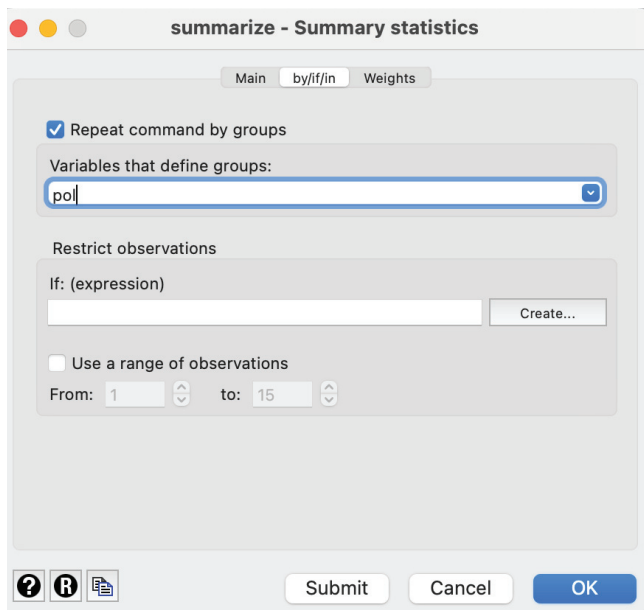 summarize - Summary statistics
Main by/if/in Weights
Repeat command by groups
Variables that define groups:
pol
Restrict observations
If: (expression)
Create...
Use a range of observations
From: 1 to: 15
? R
Submit Cancel OK